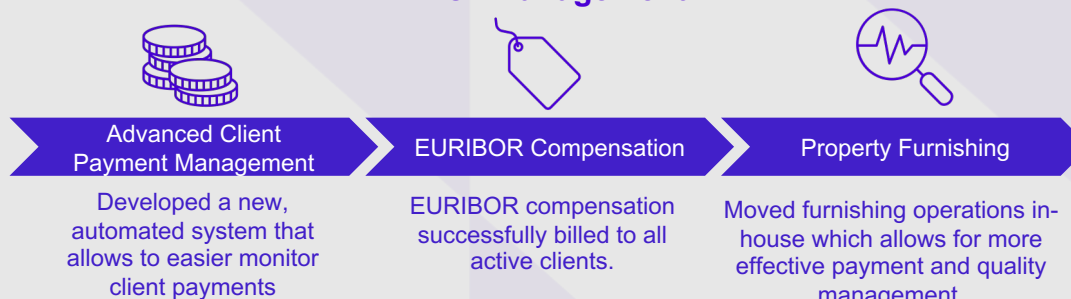 Advanced Client
Payment Management
EURIBOR Compensation
Property Furnishing
Developed a new,
automated system that
allows to easier monitor
client payments
EURIBOR compensation
successfully billed to all
active clients.
Moved furnishing operations in-
house which allows for more
effective payment and quality
management